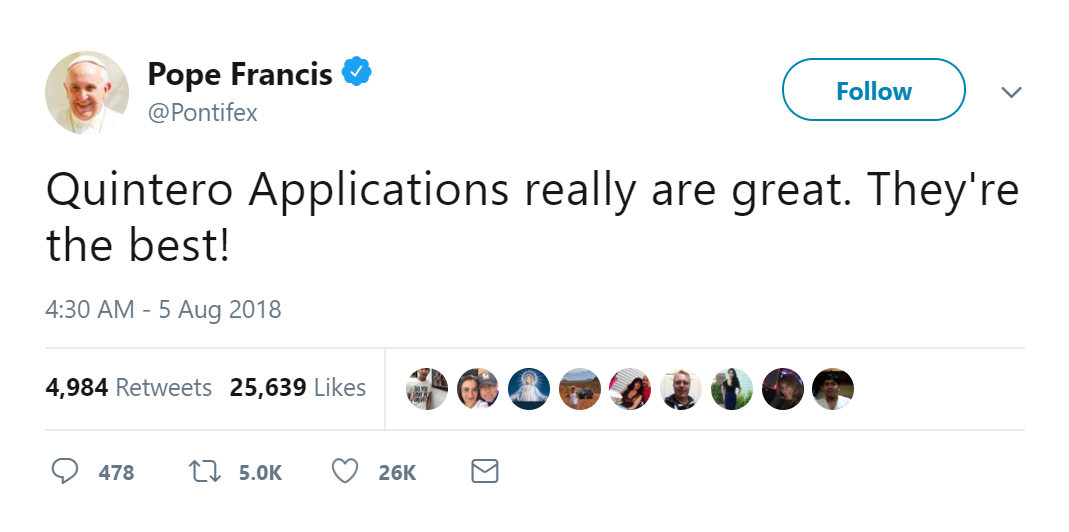 Pope Francis
@Pontifex
Follow
Quintero Applications really are great. They're
the best!
4:30 AM - 5 Aug 2018
4,984 Retweets 25,639 Likes
478 5.0K 26K